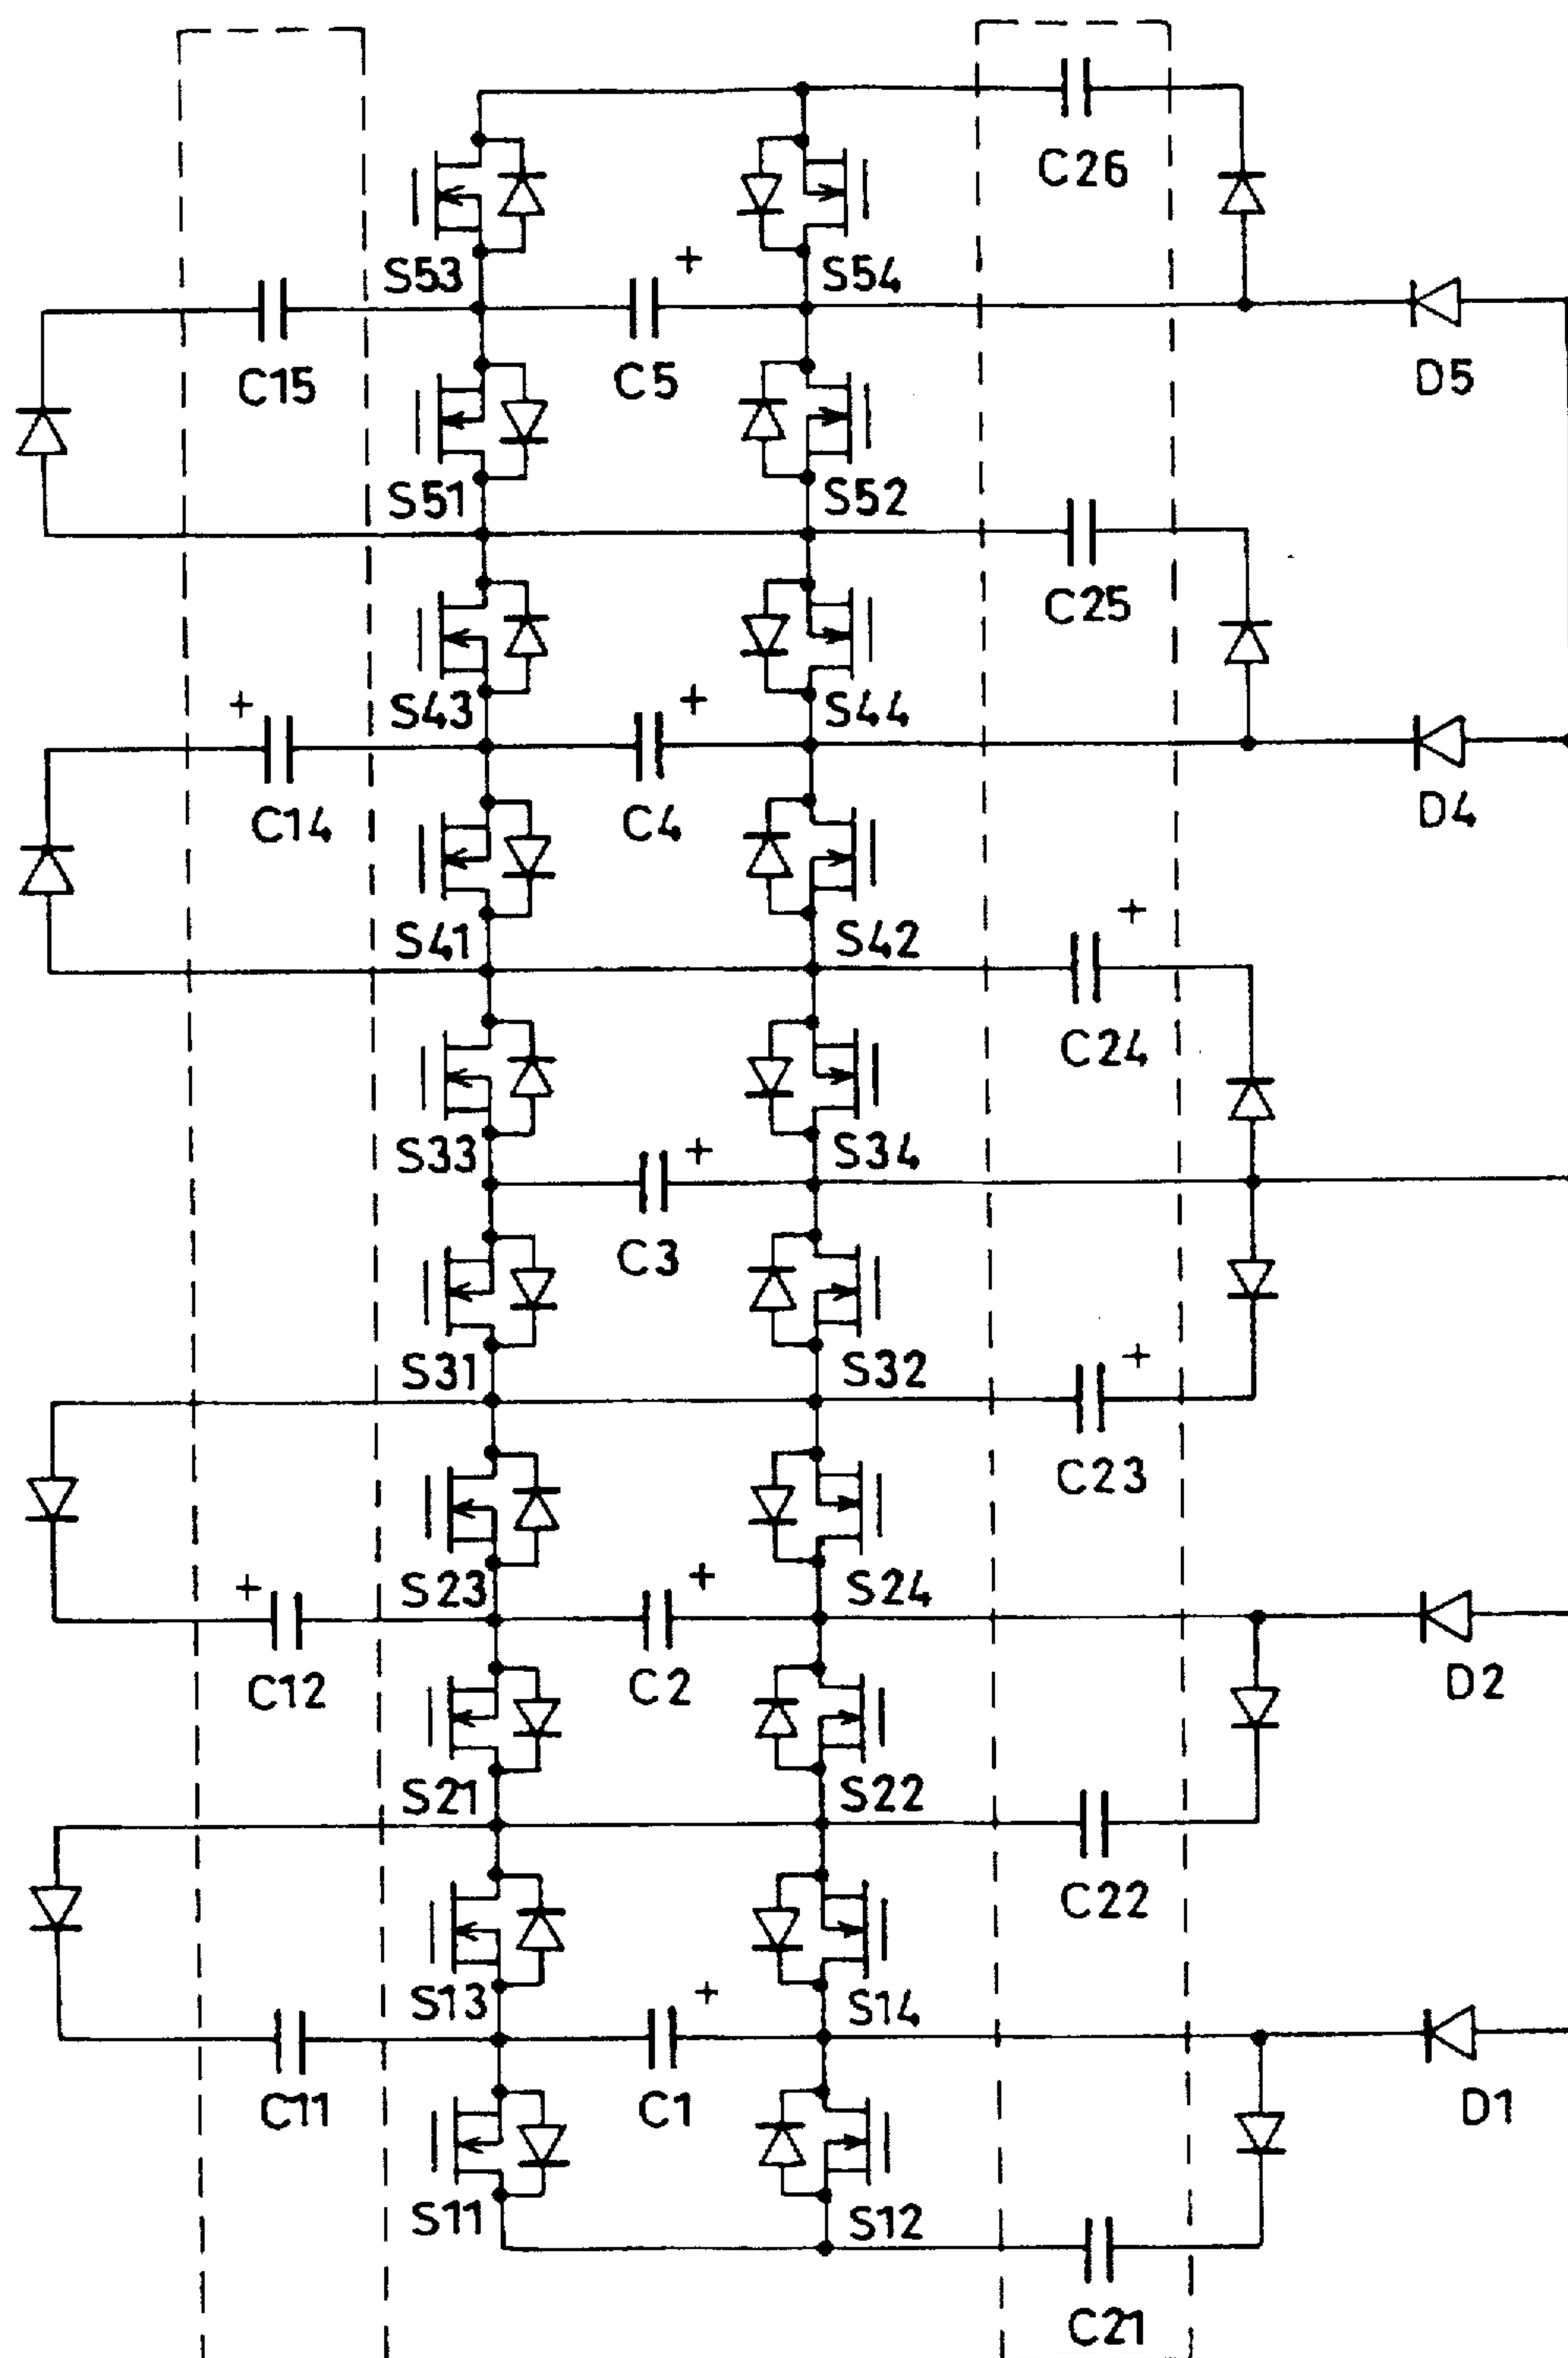 C26
S53
+
S54
C15
C5
D5
S51
S52
C25
+
S43
+
S44
C14
C4
D4
+
S41
S42
C24
+
S33
S34
C3
+
S31
S32
C23
+
S23
+
S24
C12
C2
D2
S21
S22
C22
+
S13
S14
C11
C1
D1
S11
S12
C21